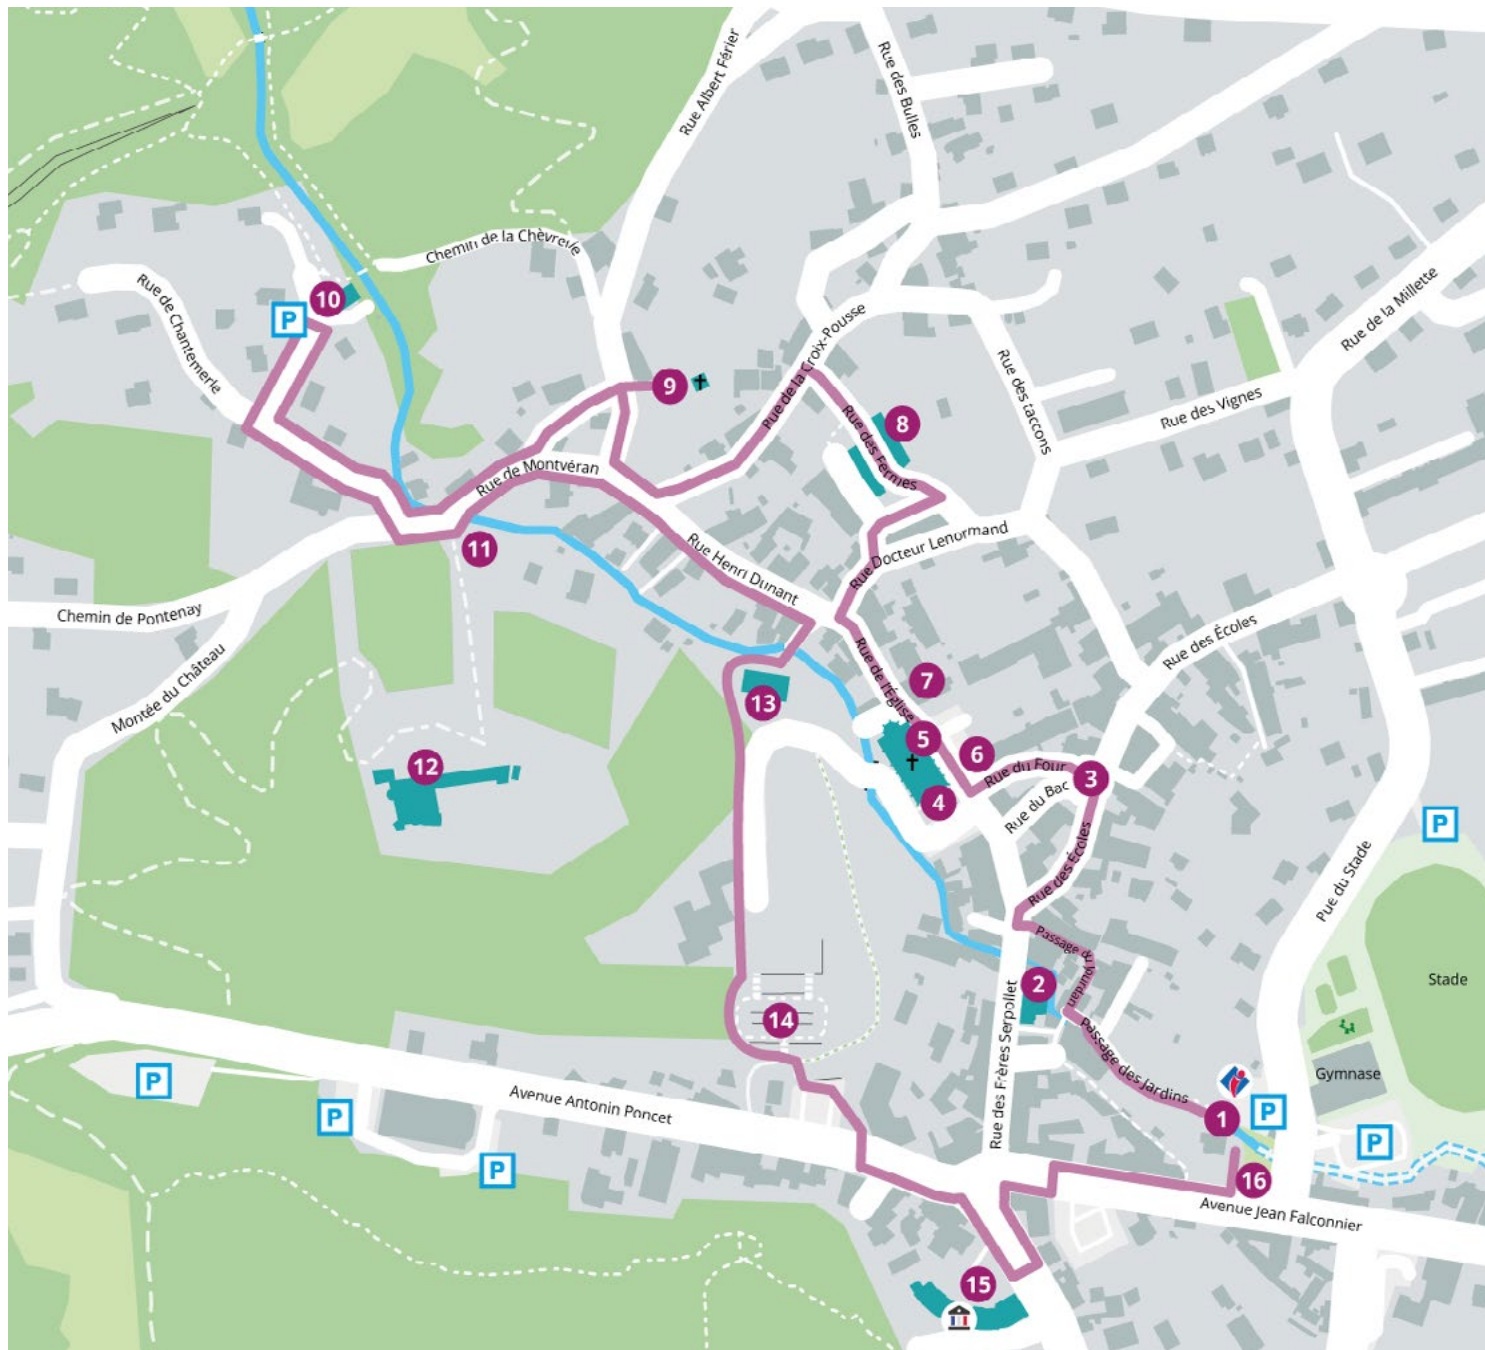 Rue Albert Férier
Rue des Bulles
Chemin de la Chèvrerie
Rue de Chantemerle
10
P
Rue de la Croix-Pousse
Rue de la Millette
Rue des Taccons
Rue des Vignes
9
8
Rue des Fermes
Rue de Montvéran
11
Rue Henri Dunant
Rue Docteur Lenormand
Chemin de Pontenay
Montée du Château
Rue des Écoles
Rue de l'Église
7
13
5
6
12
Rue du Four
3
Rue du Bac
4
P
Rue des Écoles
Rue du Stade
Passage du Jourdan
2
Stade
14
Rue des Frères Serpollet
Passage des Jardins
Gymnase
P
P
P
P
P
1
Avenue Antonin Poncet
16
Avenue Jean Falconnier
15